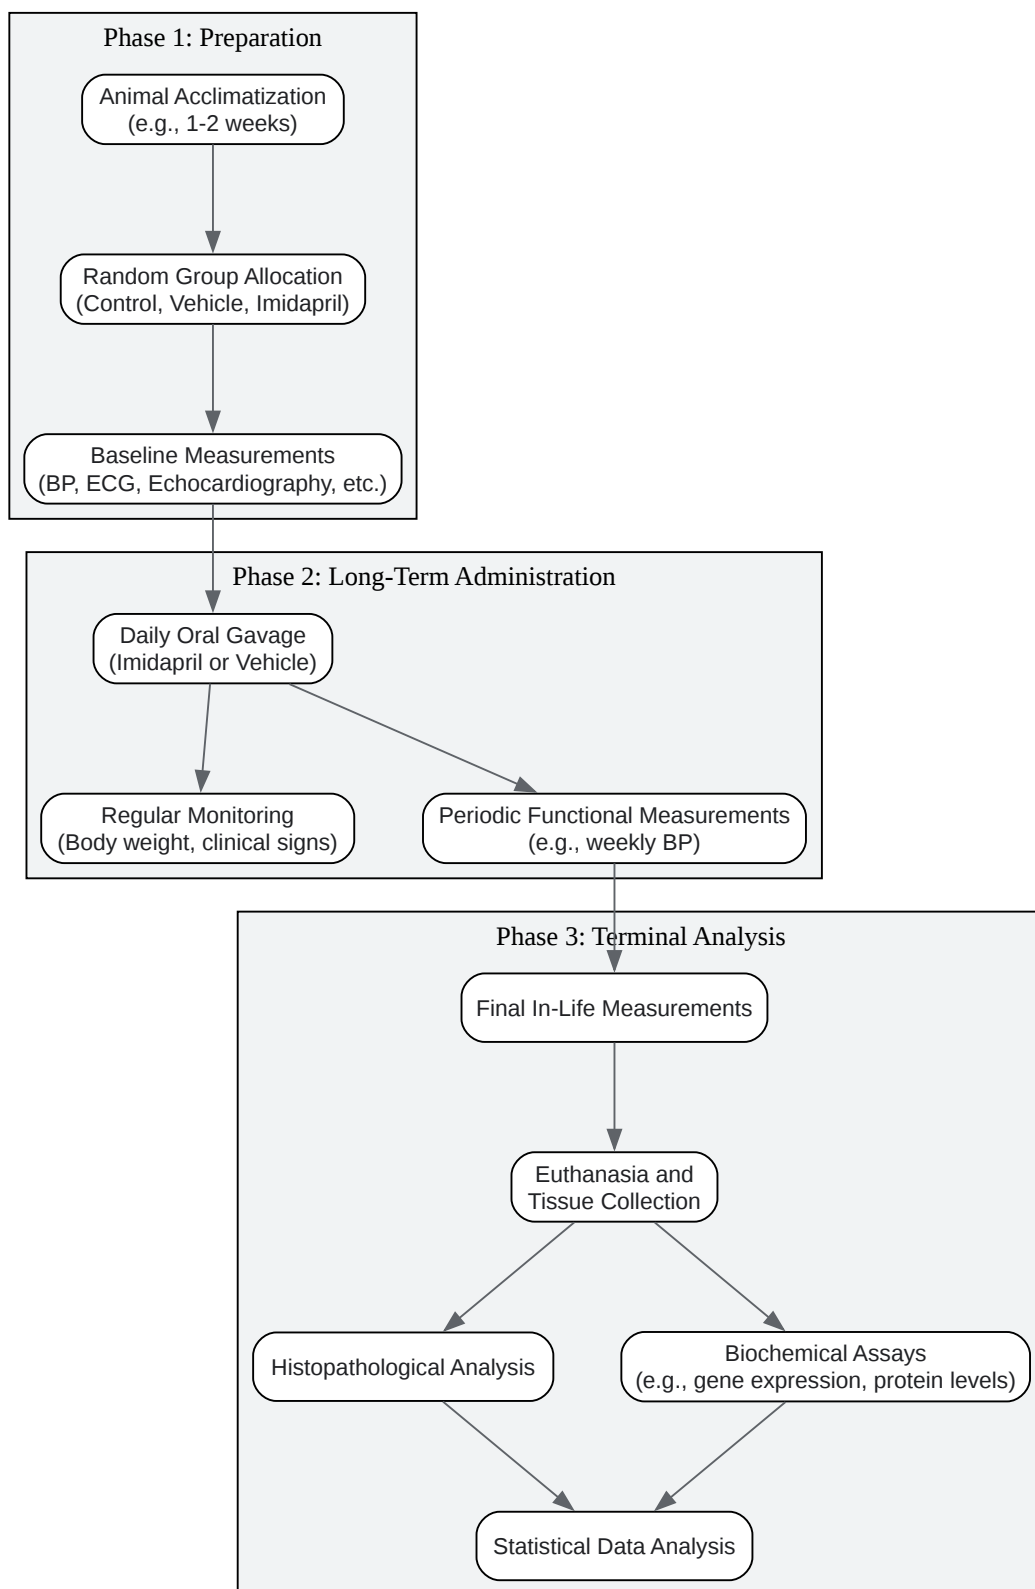 Phase 1: Preparation
Animal Acclimatization
(e.g., 1-2 weeks)
Random Group Allocation
(Control, Vehicle, Imidapril)
Baseline Measurements
(BP, ECG, Echocardiography, etc.)
Phase 2: Long-Term Administration
Daily Oral Gavage
(Imidapril or Vehicle)
Regular Monitoring
(Body weight, clinical signs)
Periodic Functional Measurements
(e.g., weekly BP)
Phase 3: Terminal Analysis
Final In-Life Measurements
Euthanasia and
Tissue Collection
Histopathological Analysis
Biochemical Assays
(e.g., gene expression, protein levels)
Statistical Data Analysis